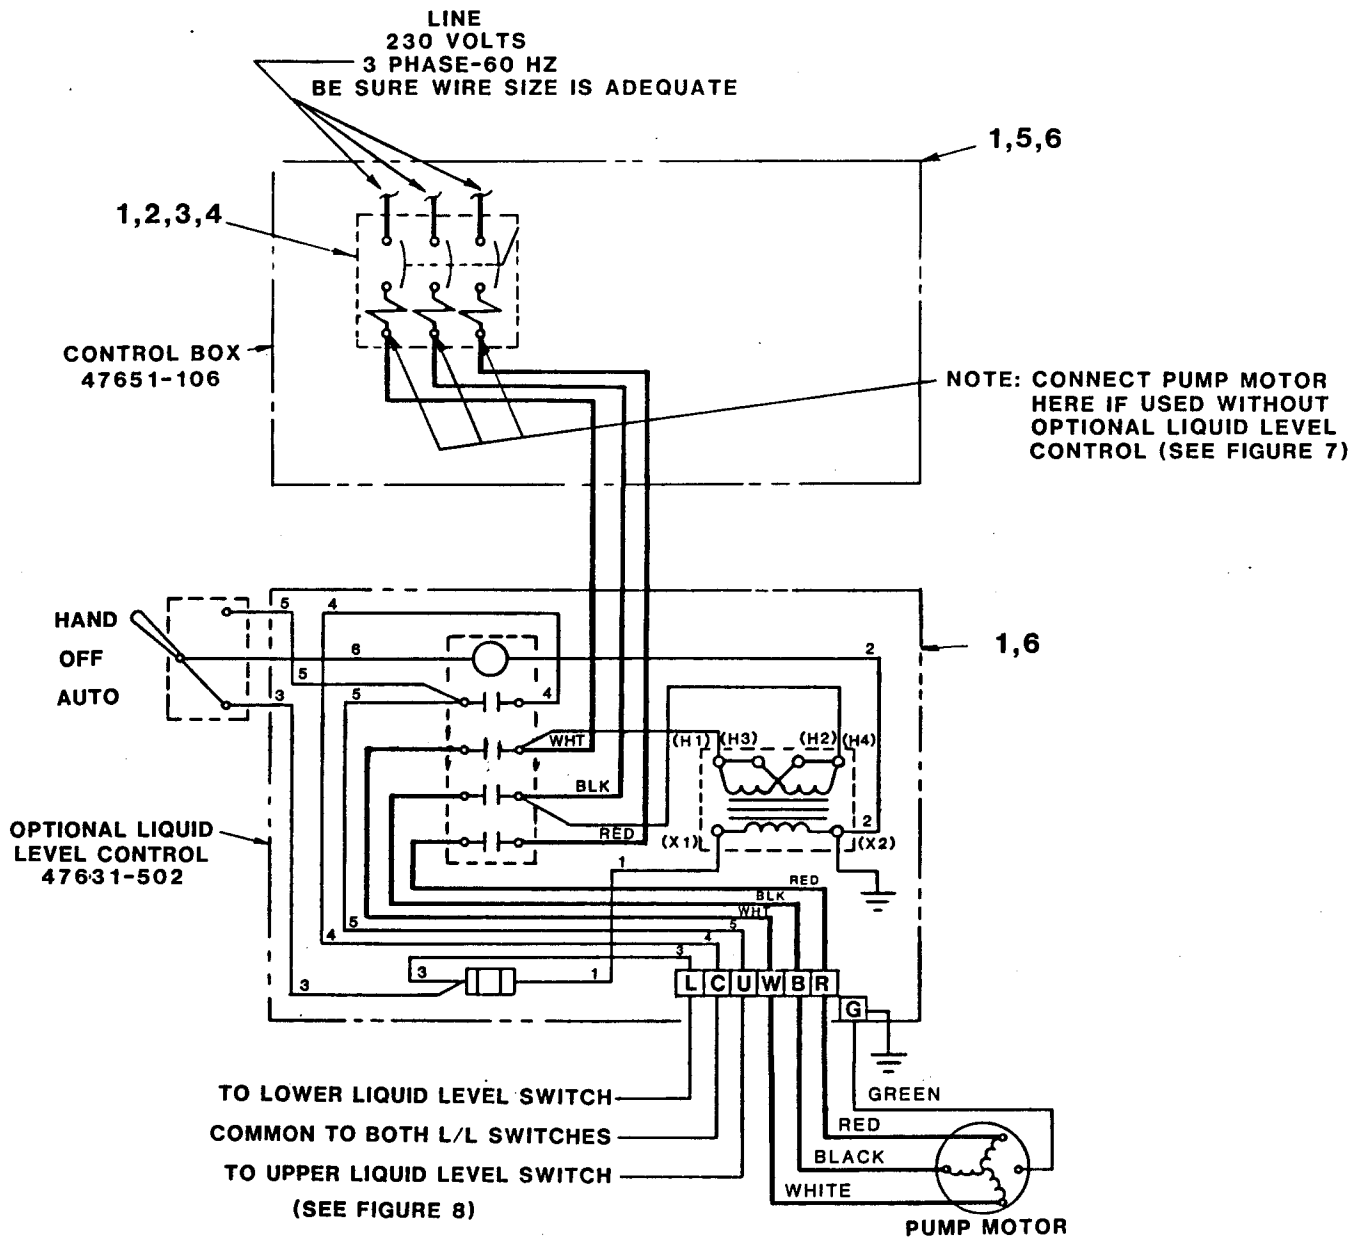 LINE
230 VOLTS
3 PHASE-60 HZ
BE SURE WIRE SIZE IS ADEQUATE
1,5,6
1,2,3,4
CONTROL BOX
47651-106
NOTE: CONNECT PUMP MOTOR
HERE IF USED WITHOUT
OPTIONAL LIQUID LEVEL
CONTROL (SEE FIGURE 7)
HAND
OFF
AUTO
5
4
6
2
1,6
5
5
3
4
WHT
(H1)
(H3)
(H2)
(H4)
BLK
RED
2
(X1)
(X2)
OPTIONAL LIQUID
LEVEL CONTROL
47631-502
1
RED
BLK
WHT
5
5
4
4
3
3
3
1
L
C
U
W
B
R
G
TO LOWER LIQUID LEVEL SWITCH
COMMON TO BOTH L/L SWITCHES
TO UPPER LIQUID LEVEL SWITCH
(SEE FIGURE 8)
GREEN
RED
BLACK
WHITE
PUMP MOTOR